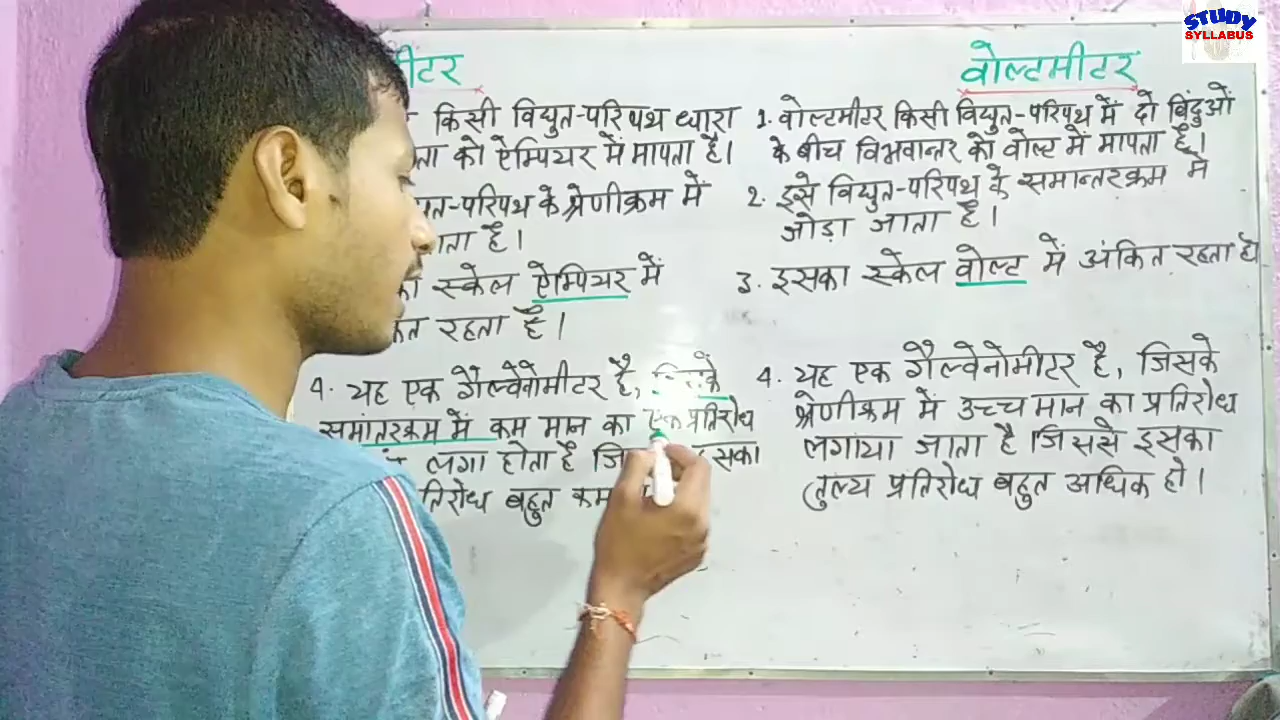 STUDY
SYLLABUS
मीटर
किसी विद्युत-परिपथ ध्वारा
ता को ऐम्पियर में मापता है।
त-परिपथ के श्रेणीक्रम में
ाता है।
का स्केल ऐम्पियर में
कित रहता है।
4. यह एक गैल्वेनोमीटर है,
समांतरक्रम में कम मान का एक प्रतिरोध
लगा होता है इसका
तिरोध बहुत कम
वोल्टमीटर
1. वोल्टमीटर किसी विद्युत-परिपथ में दो बिंदुओं
के बीच विभवान्तर को वोल्ट में मापता है।
2. इसे विद्युत-परिपथ के समान्तरक्रम में
जोड़ा जाता है।
3. इसका स्केल वोल्ट में अंकित रहता है।
4. यह एक गैल्वेनोमीटर है, जिसके
श्रेणीक्रम में उच्च मान का प्रतिरोध
लगाया जाता है जिससे इसका
तुल्य प्रतिरोध बहुत अधिक हो।